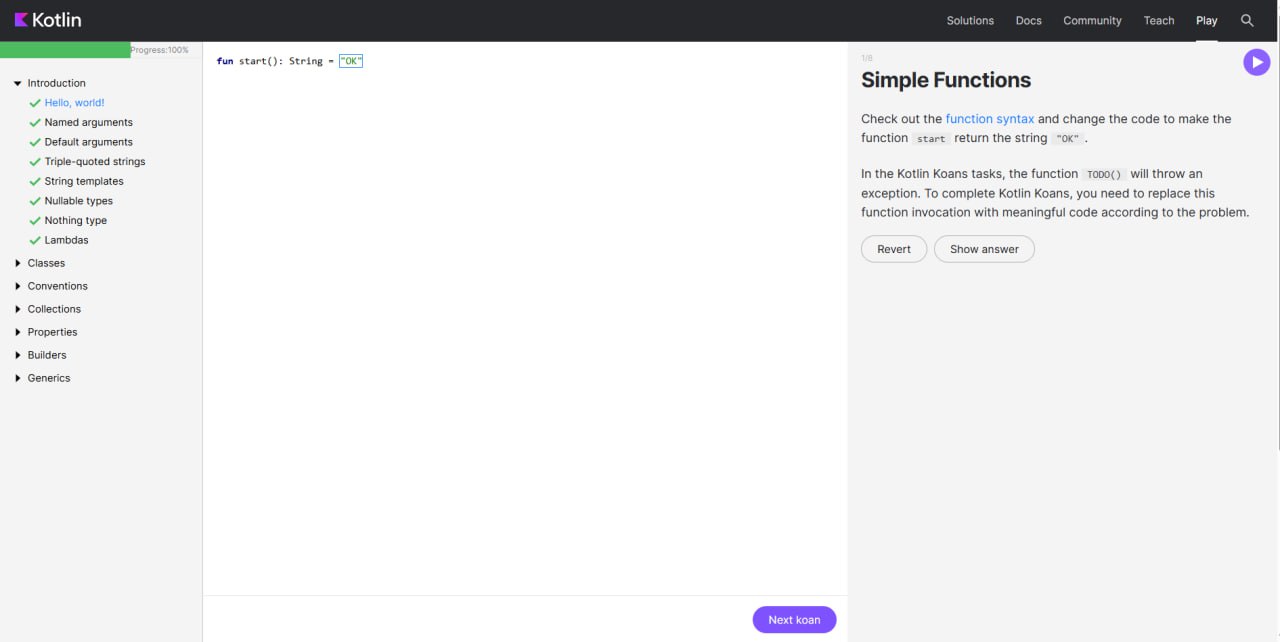 Kotlin
Solutions Docs Community Teach Play
Progress:100%
Introduction
Hello, world!
Named arguments
Default arguments
Triple-quoted strings
String templates
Nullable types
Nothing type
Lambdas
Classes
Conventions
Collections
Properties
Builders
Generics
fun start(): String = "OK"
Next koan
1/8
Simple Functions
Check out the function syntax and change the code to make the
function start return the string "OK" .
In the Kotlin Koans tasks, the function TODO() will throw an
exception. To complete Kotlin Koans, you need to replace this
function invocation with meaningful code according to the problem.
Revert Show answer